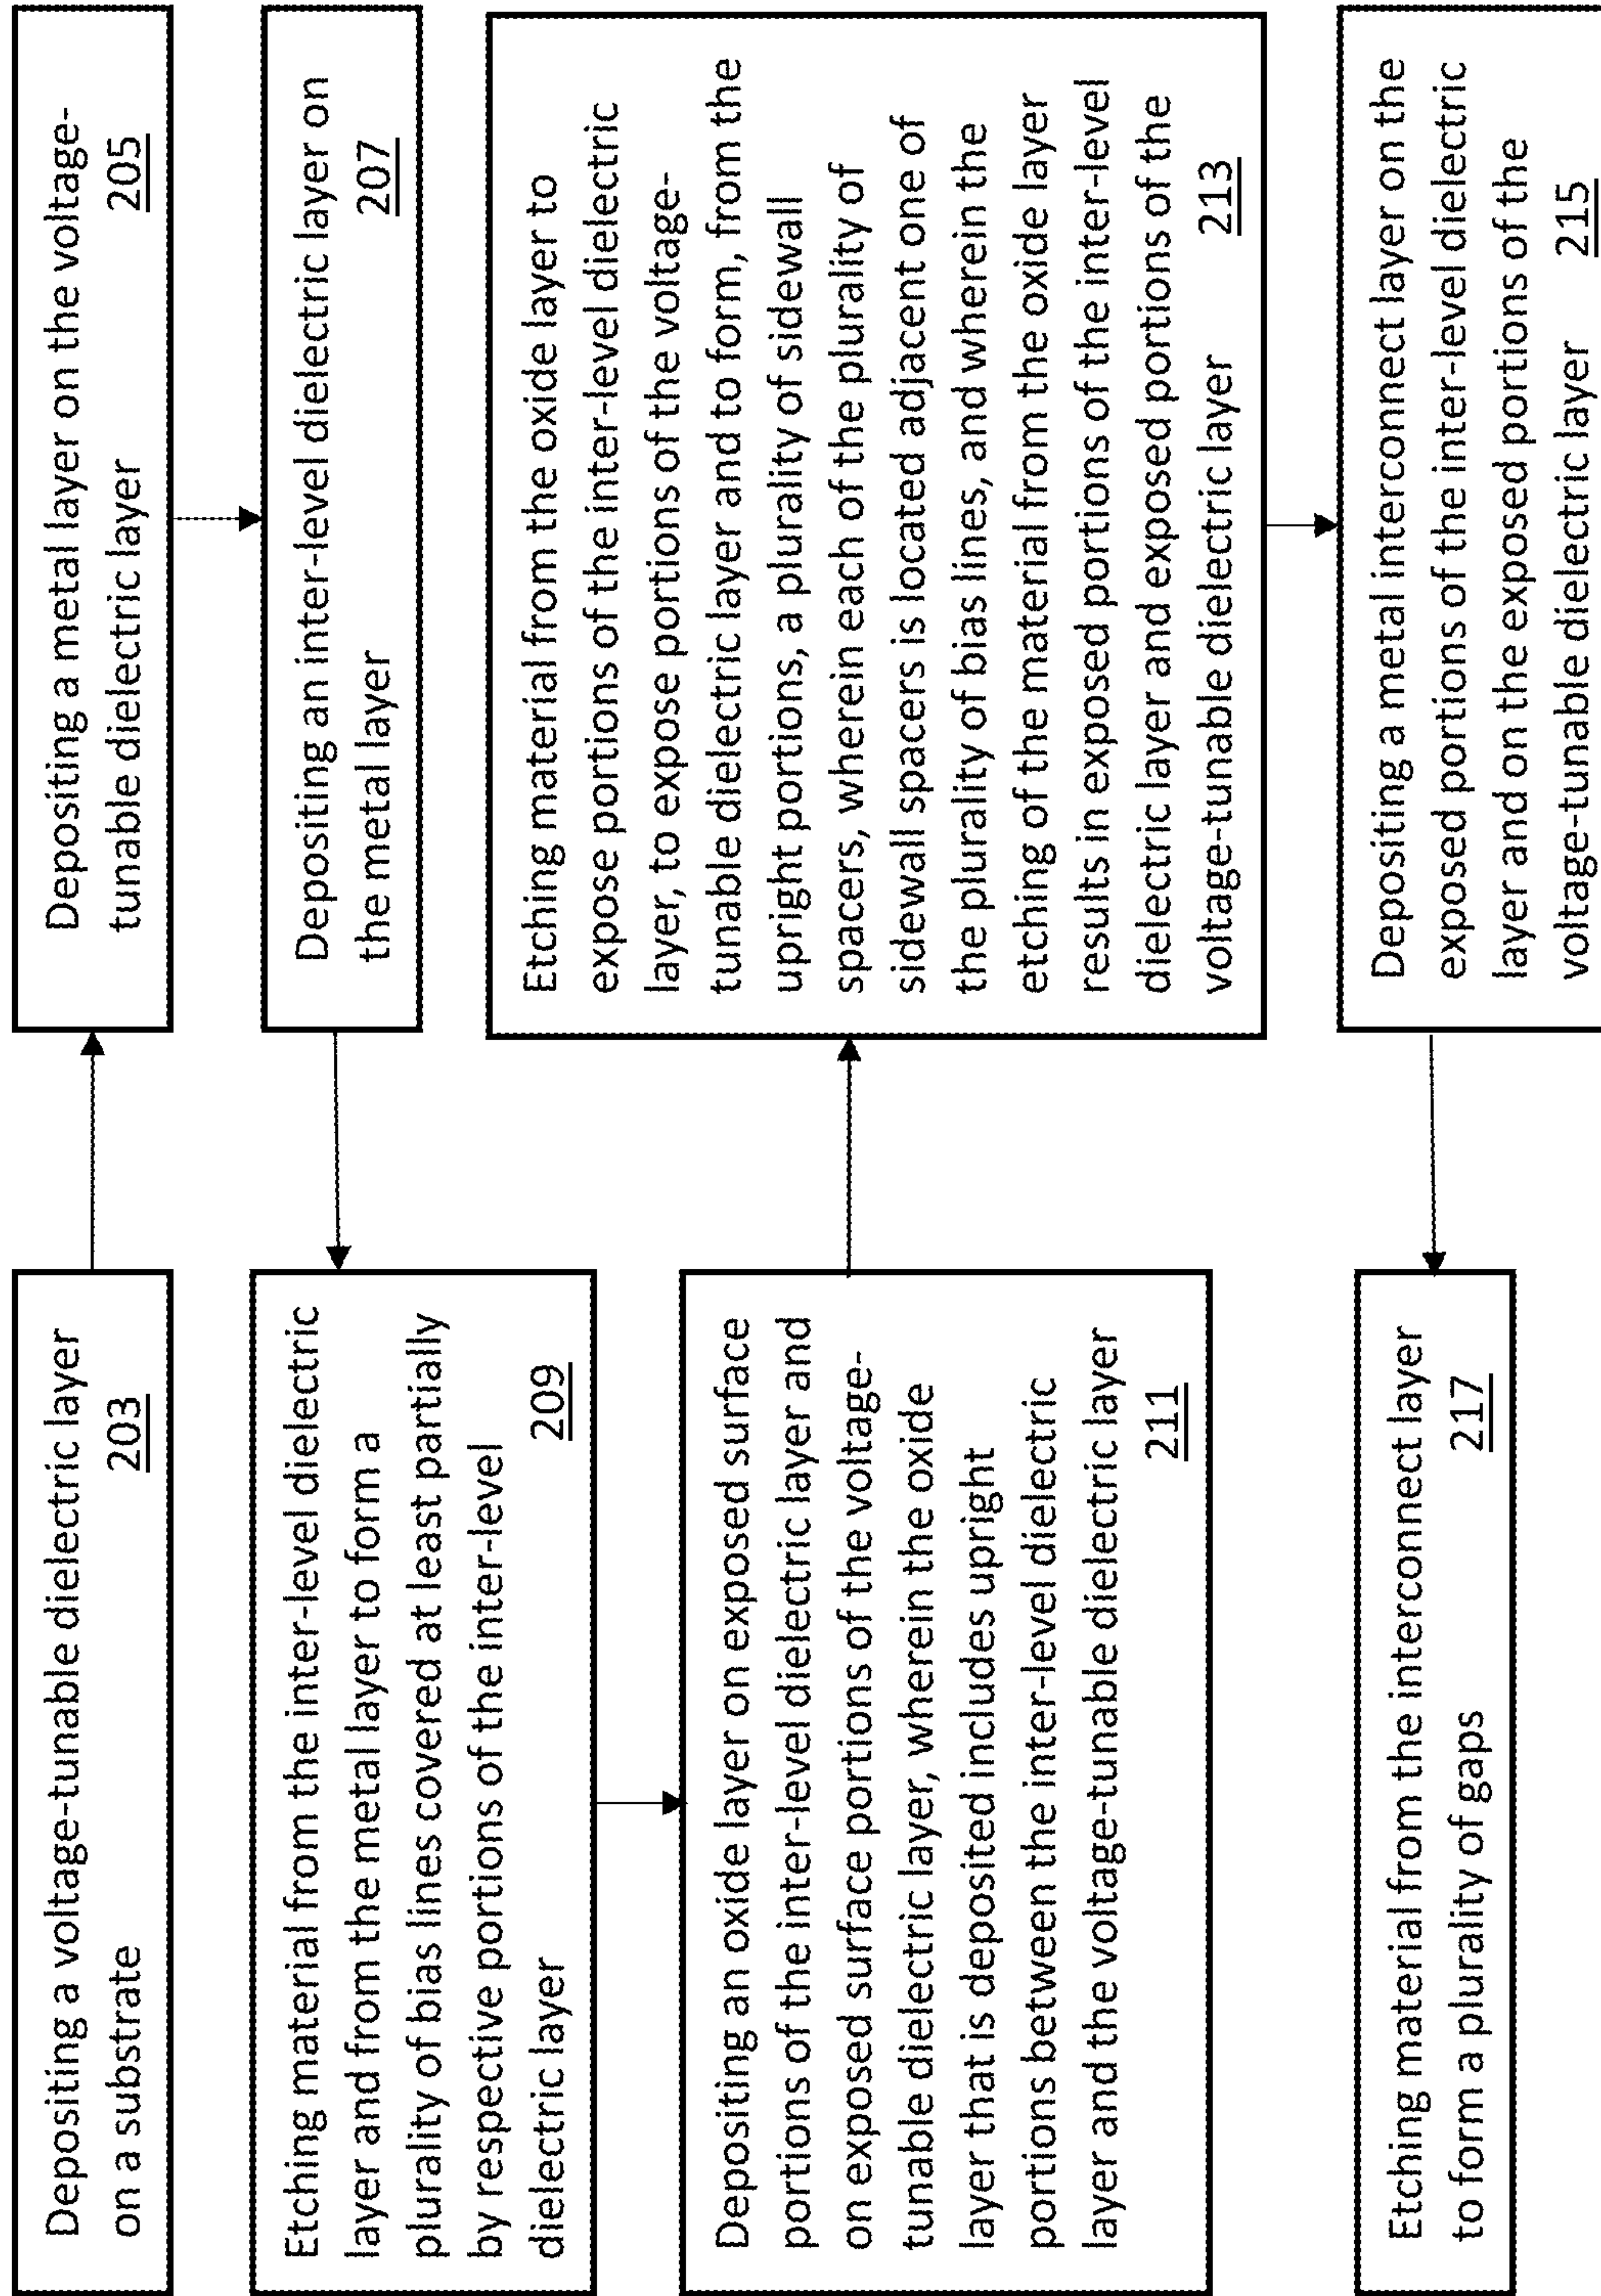 Depositing a voltage-tunable dielectric layer
on a substrate
203
Depositing a metal layer on the voltage-
tunable dielectric layer
205
Depositing an inter-level dielectric layer on
the metal layer
207
Etching material from the inter-level dielectric
layer and from the metal layer to form a
plurality of bias lines covered at least partially
by respective portions of the inter-level
dielectric layer
209
Depositing an oxide layer on exposed surface
portions of the inter-level dielectric layer and
on exposed surface portions of the voltage-
tunable dielectric layer, wherein the oxide
layer that is deposited includes upright
portions between the inter-level dielectric
layer and the voltage-tunable dielectric layer
211
Etching material from the oxide layer to
expose portions of the inter-level dielectric
layer, to expose portions of the voltage-
tunable dielectric layer and to form, from the
upright portions, a plurality of sidewall
spacers, wherein each of the plurality of
sidewall spacers is located adjacent one of
the plurality of bias lines, and wherein the
etching of the material from the oxide layer
results in exposed portions of the inter-level
dielectric layer and exposed portions of the
voltage-tunable dielectric layer
213
Depositing a metal interconnect layer on the
exposed portions of the inter-level dielectric
layer and on the exposed portions of the
voltage-tunable dielectric layer
215
Etching material from the interconnect layer
to form a plurality of gaps
217